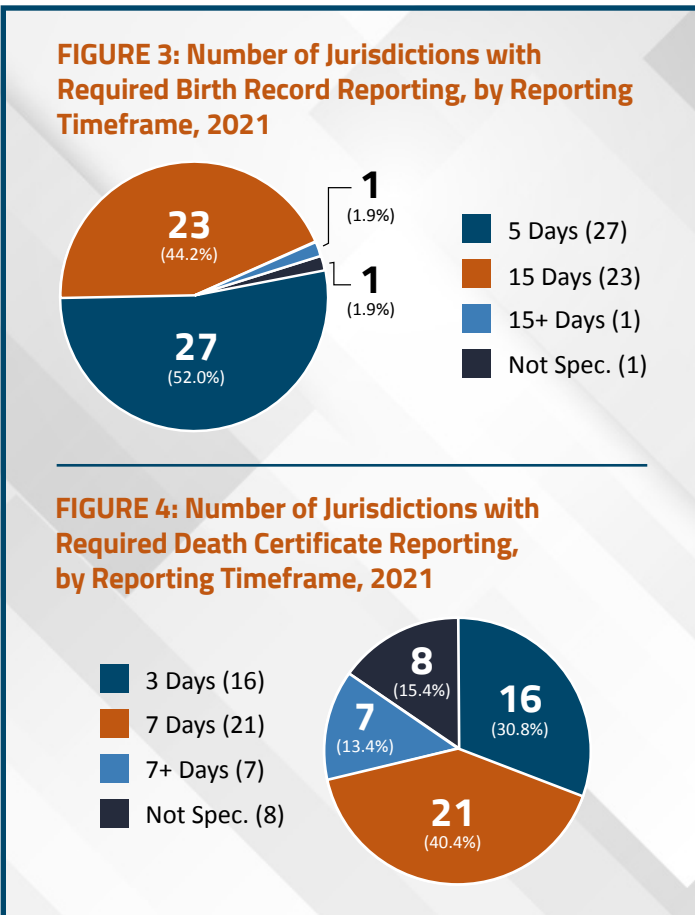 FIGURE 3: Number of Jurisdictions with
Required Birth Record Reporting, by Reporting
Timeframe, 2021
23
(44.2%)
1
(1.9%)
1
(1.9%)
27
(52.0%)
5 Days (27)
15 Days (23)
15+ Days (1)
Not Spec. (1)
FIGURE 4: Number of Jurisdictions with
Required Death Certificate Reporting,
by Reporting Timeframe, 2021
3 Days (16)
7 Days (21)
7+ Days (7)
Not Spec. (8)
8
(15.4%)
16
(30.8%)
7
(13.4%)
21
(40.4%)